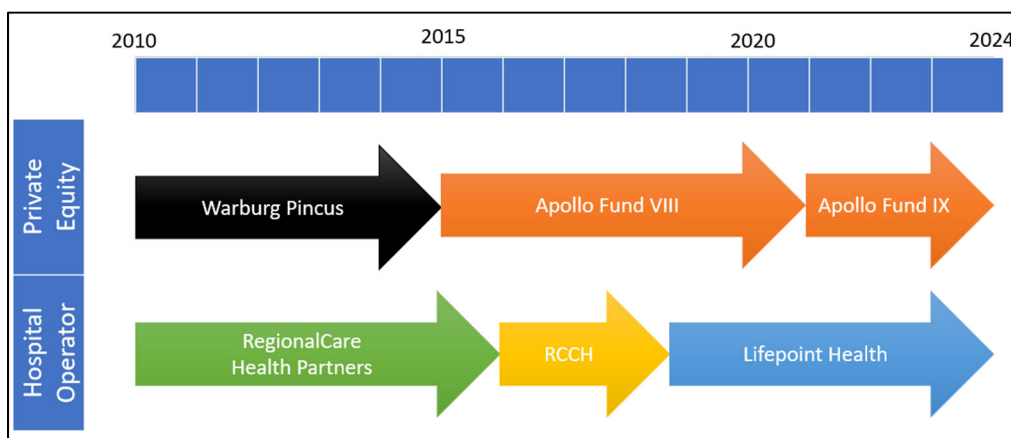 2010
2015
2020
2024
Private
Equity
Warburg Pincus
Apollo Fund VIII
Apollo Fund IX
Hospital
Operator
RegionalCare
Health Partners
RCCH
Lifepoint Health